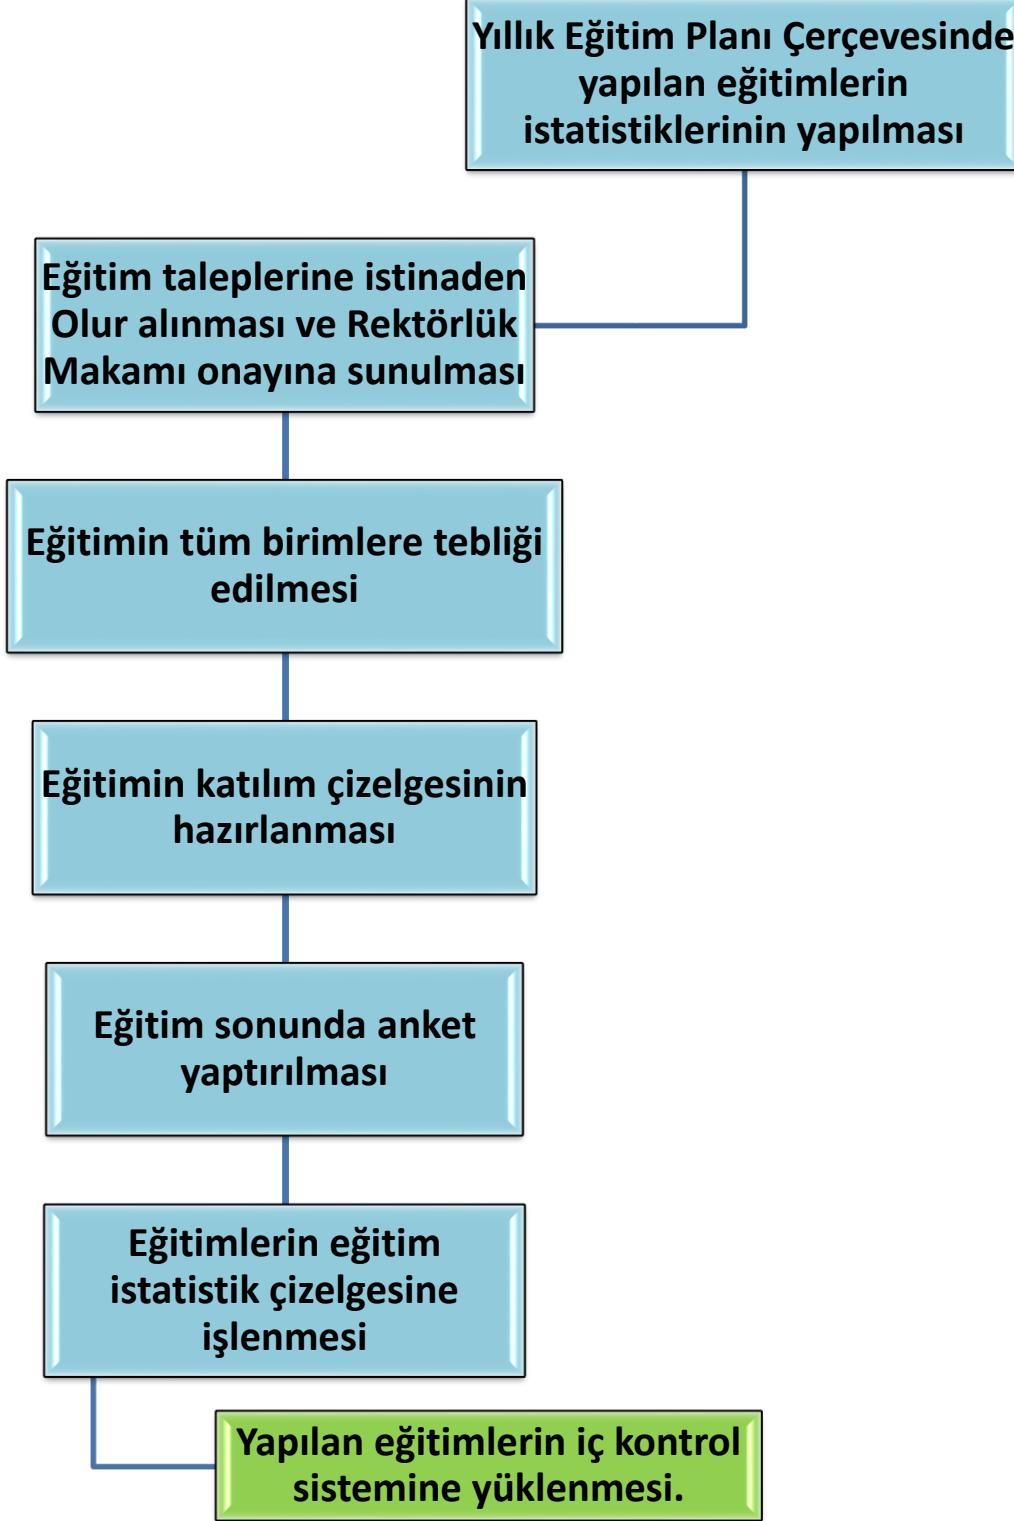 Yıllık Eğitim Planı Çerçevesinde
yapılan eğitimlerin
istatistiklerinin yapılması
Eğitim taleplerine istinaden
Olur alınması ve Rektörlük
Makamı onayına sunulması
Eğitimin tüm birimlere tebliği
edilmesi
Eğitimin katılım çizelgesinin
hazırlanması
Eğitim sonunda anket
yaptırılması
Eğitimlerin eğitim
istatistik çizelgesine
işlenmesi
Yapılan eğitimlerin iç kontrol
sistemine yüklenmesi.